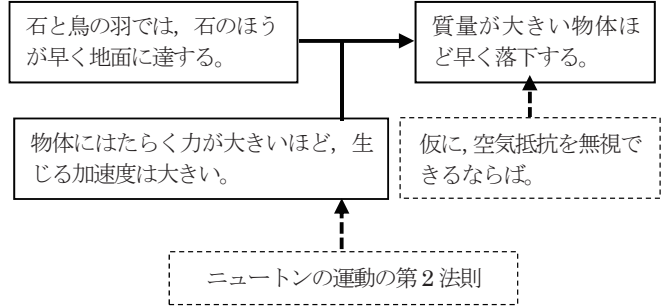 石と鳥の羽では，石のほう
が早く地面に達する。
質量が大きい物体ほ
ど早く落下する。
物体にはたらく力が大きいほど，生
じる加速度は大きい。
仮に，空気抵抗を無視で
きるならば。
ニュートンの運動の第２法則